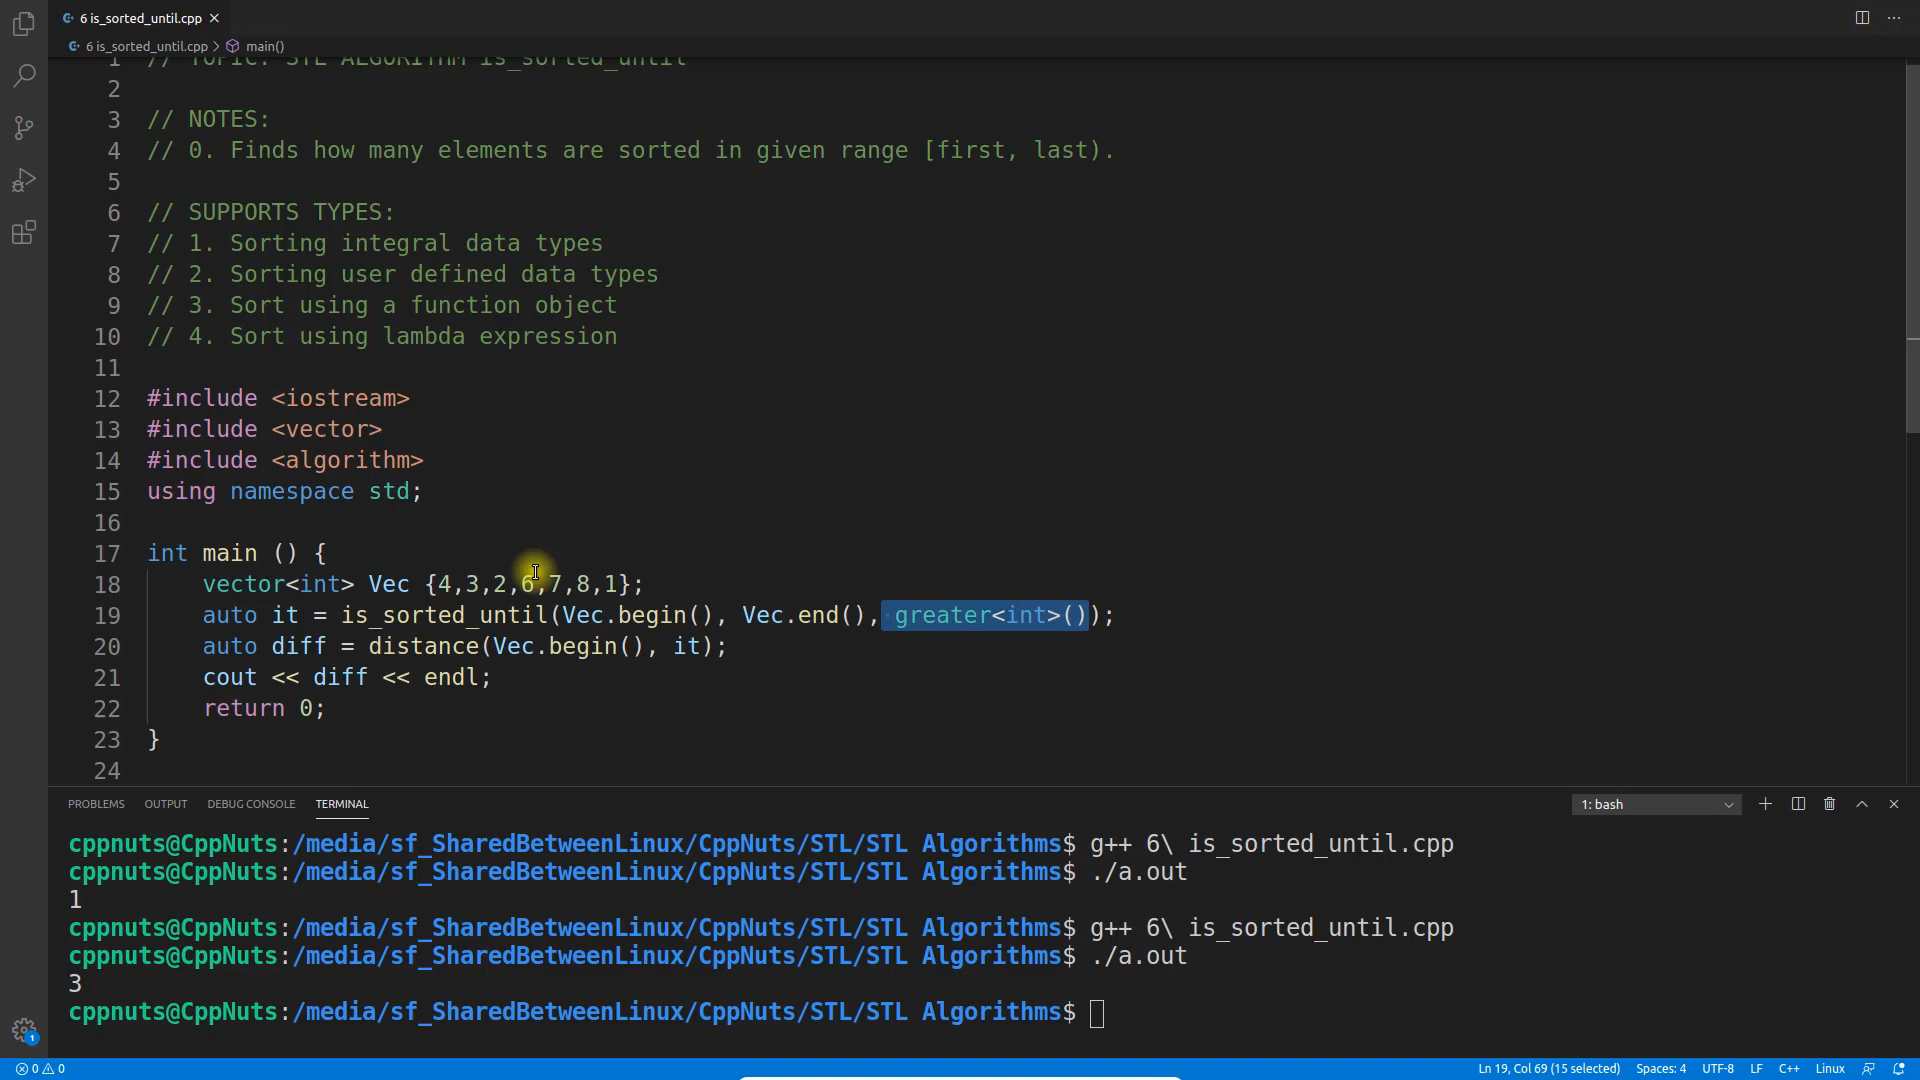 6 is_sorted_until.cpp
6 is_sorted_until.cpp > main()
1 // TOPIC: STL ALGORITHM is_sorted_until
2
3 // NOTES:
4 // 0. Finds how many elements are sorted in given range [first, last).
5
6 // SUPPORTS TYPES:
7 // 1. Sorting integral data types
8 // 2. Sorting user defined data types
9 // 3. Sort using a function object
10 // 4. Sort using lambda expression
11
12 #include <iostream>
13 #include <vector>
14 #include <algorithm>
15 using namespace std;
16
17 int main () {
18 vector<int> Vec {4,3,2,6,7,8,1};
19 auto it = is_sorted_until(Vec.begin(), Vec.end(), greater<int>());
20 auto diff = distance(Vec.begin(), it);
21 cout << diff << endl;
22 return 0;
23 }
24
PROBLEMS OUTPUT DEBUG CONSOLE TERMINAL 1: bash
cppnuts@CppNuts:/media/sf_SharedBetweenLinux/CppNuts/STL/STL Algorithms$ g++ 6\ is_sorted_until.cpp
cppnuts@CppNuts:/media/sf_SharedBetweenLinux/CppNuts/STL/STL Algorithms$ ./a.out
1
cppnuts@CppNuts:/media/sf_SharedBetweenLinux/CppNuts/STL/STL Algorithms$ g++ 6\ is_sorted_until.cpp
cppnuts@CppNuts:/media/sf_SharedBetweenLinux/CppNuts/STL/STL Algorithms$ ./a.out
3
cppnuts@CppNuts:/media/sf_SharedBetweenLinux/CppNuts/STL/STL Algorithms$
1
0 0 Ln 19, Col 69 (15 selected) Spaces: 4 UTF-8 LF C++ Linux